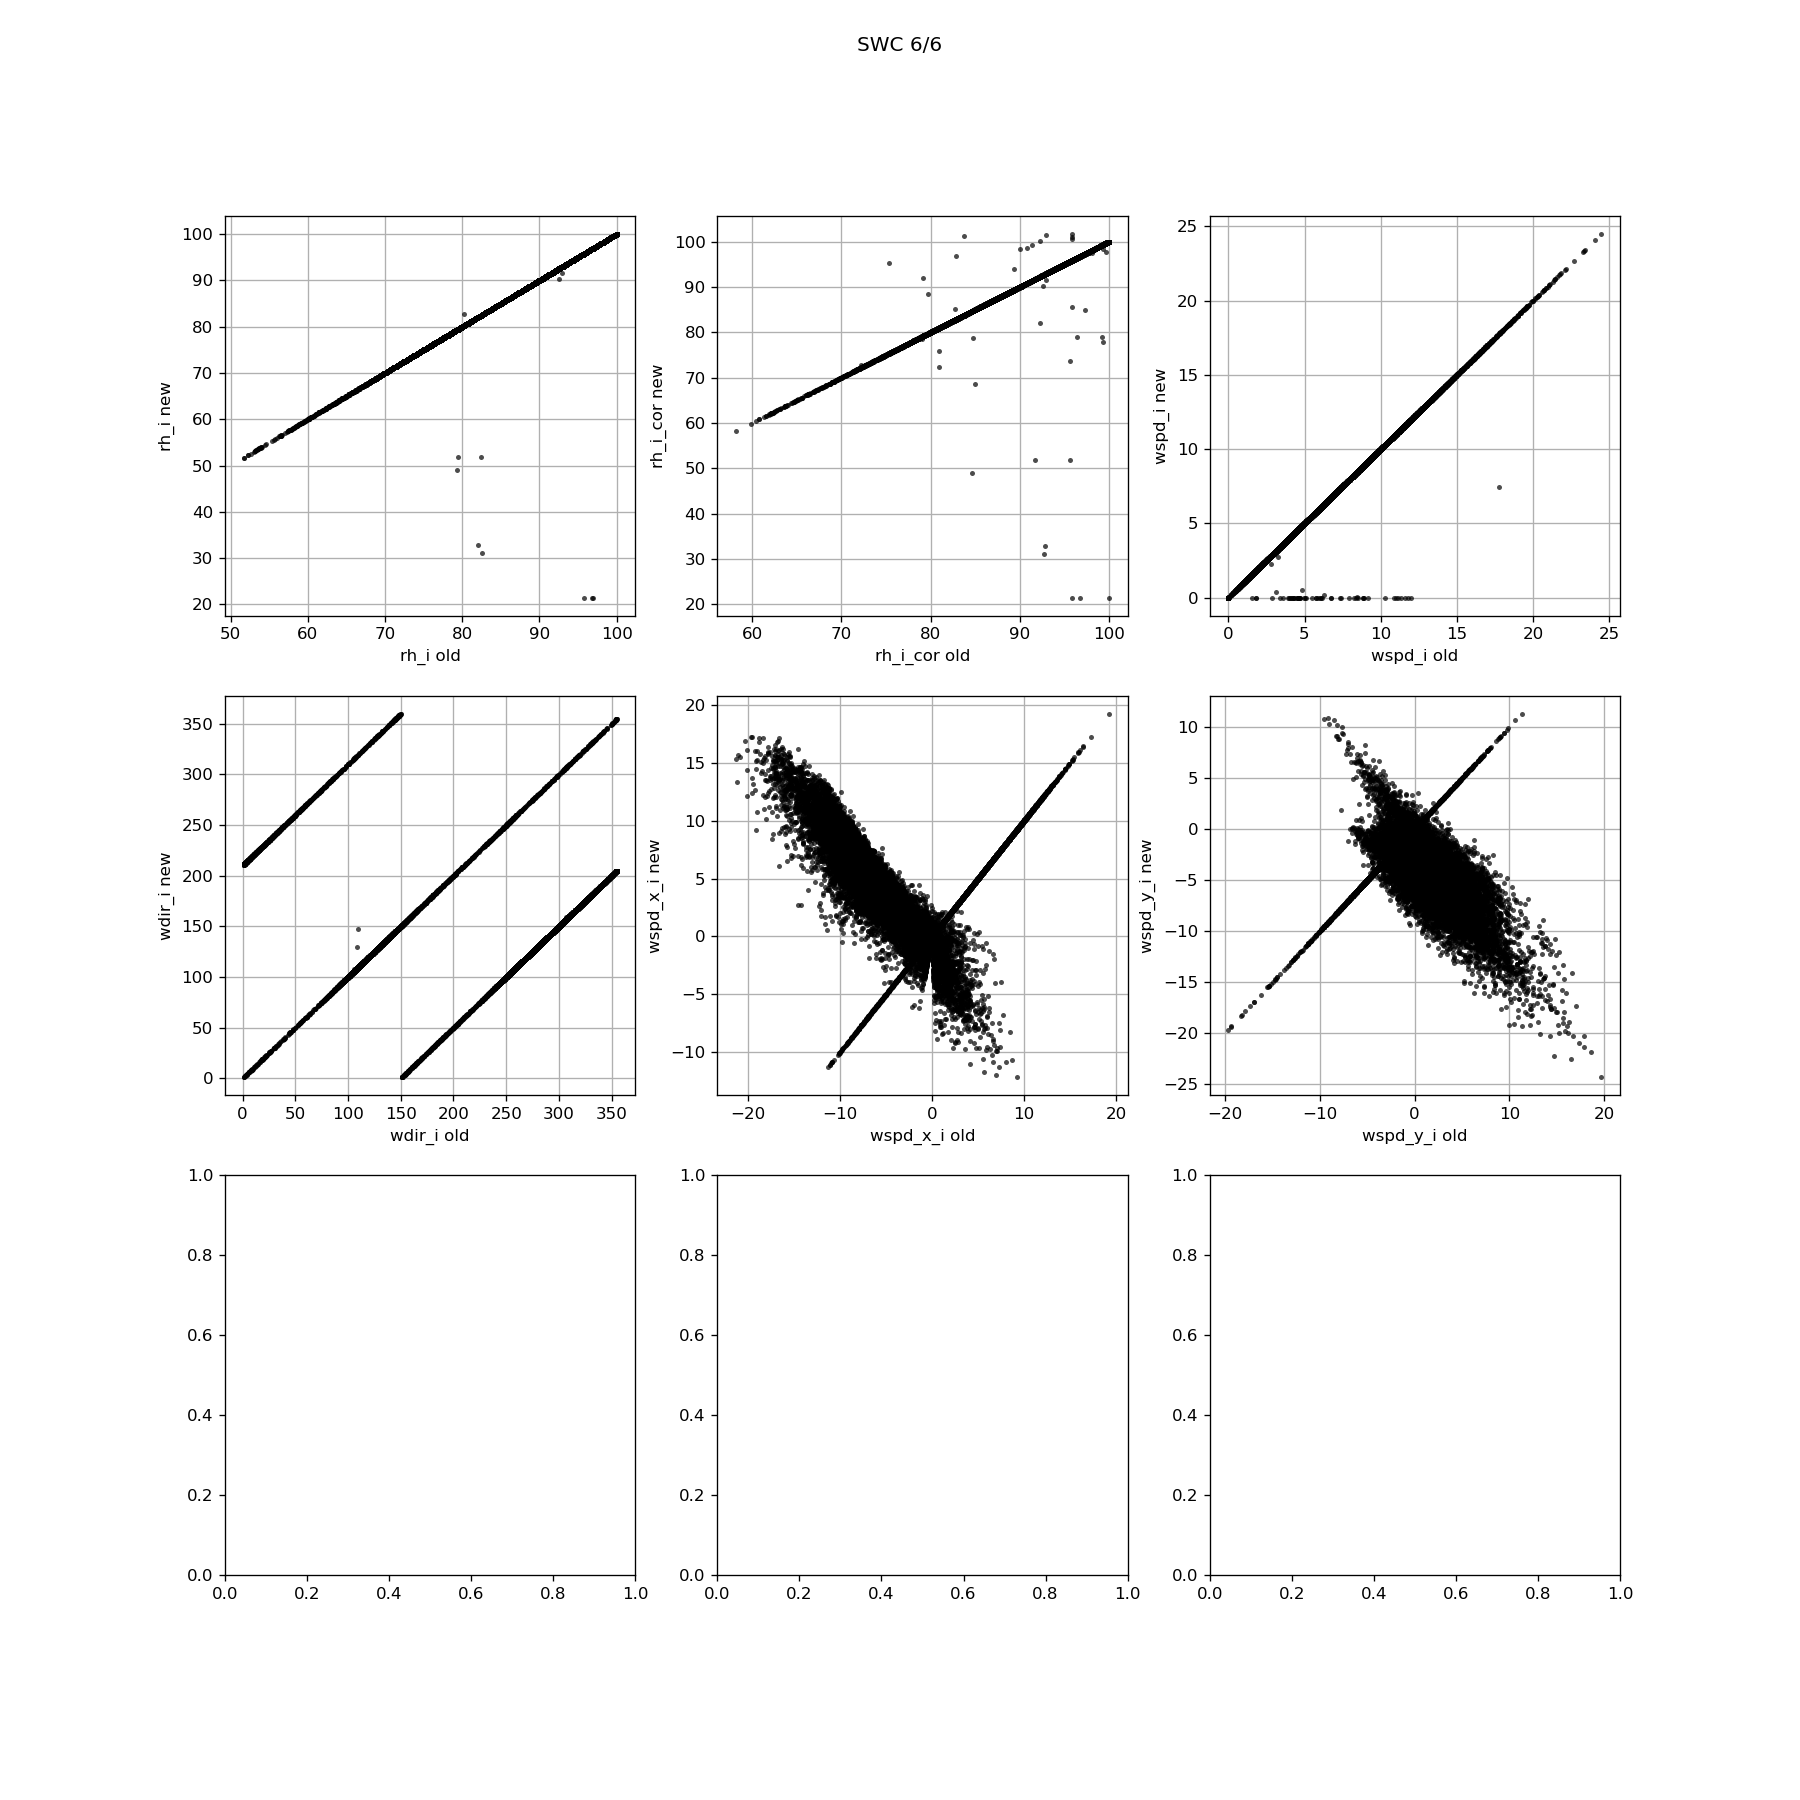 SWC 6/6
100
90
80
70
60
50
40
30
20
rh_i new
50 60 70 80 90 100
rh_i old
100
90
80
70
60
50
40
30
20
rh_i_cor new
60 70 80 90 100
rh_i_cor old
25
20
15
10
5
0
wspd_i new
0 5 10 15 20 25
wspd_i old
350
300
250
200
150
100
50
0
wdir_i new
0 50 100 150 200 250 300 350
wdir_i old
20
15
10
5
0
−5
−10
wspd_x_i new
−20 −10 0 10 20
wspd_x_i old
10
5
0
−5
−10
−15
−20
−25
wspd_y_i new
−20 −10 0 10 20
wspd_y_i old
1.0
0.8
0.6
0.4
0.2
0.0
0.0 0.2 0.4 0.6 0.8 1.0
1.0
0.8
0.6
0.4
0.2
0.0
0.0 0.2 0.4 0.6 0.8 1.0
1.0
0.8
0.6
0.4
0.2
0.0
0.0 0.2 0.4 0.6 0.8 1.0